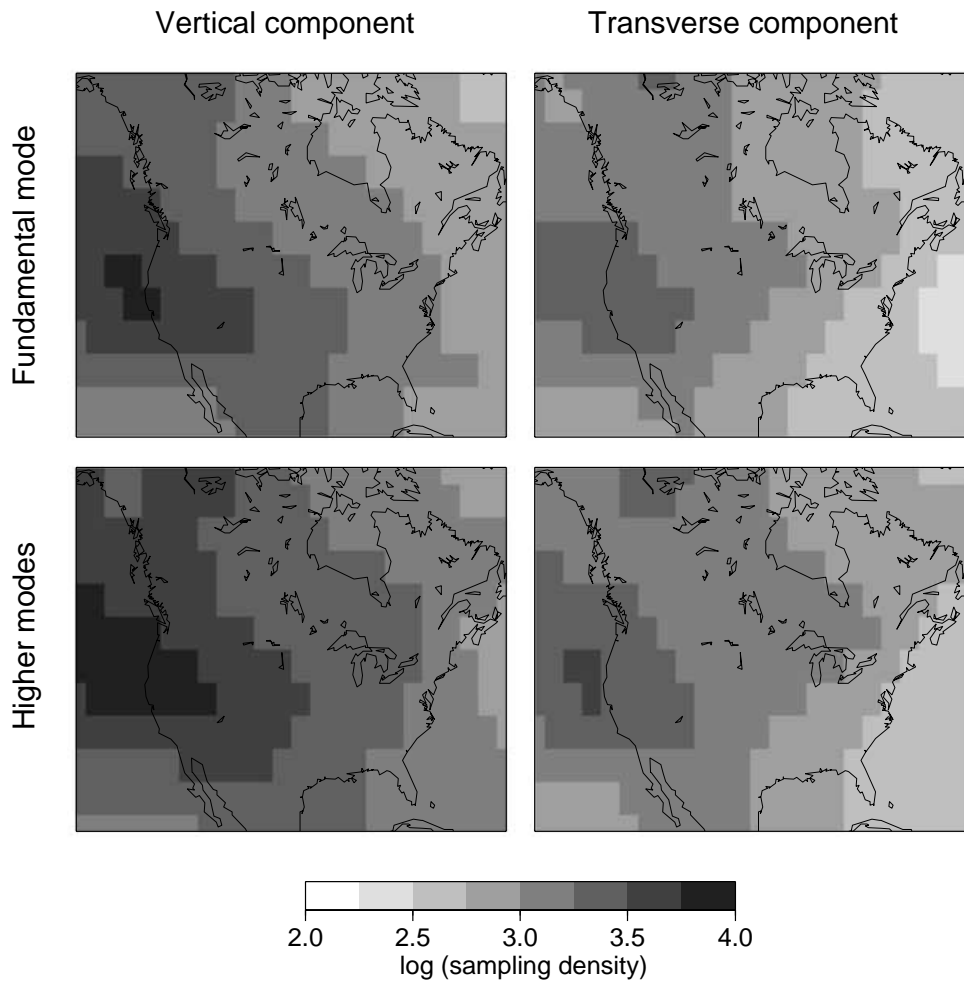 Vertical component
Transverse component
Fundamental mode
Higher modes
2.0 2.5 3.0 3.5 4.0
log (sampling density)